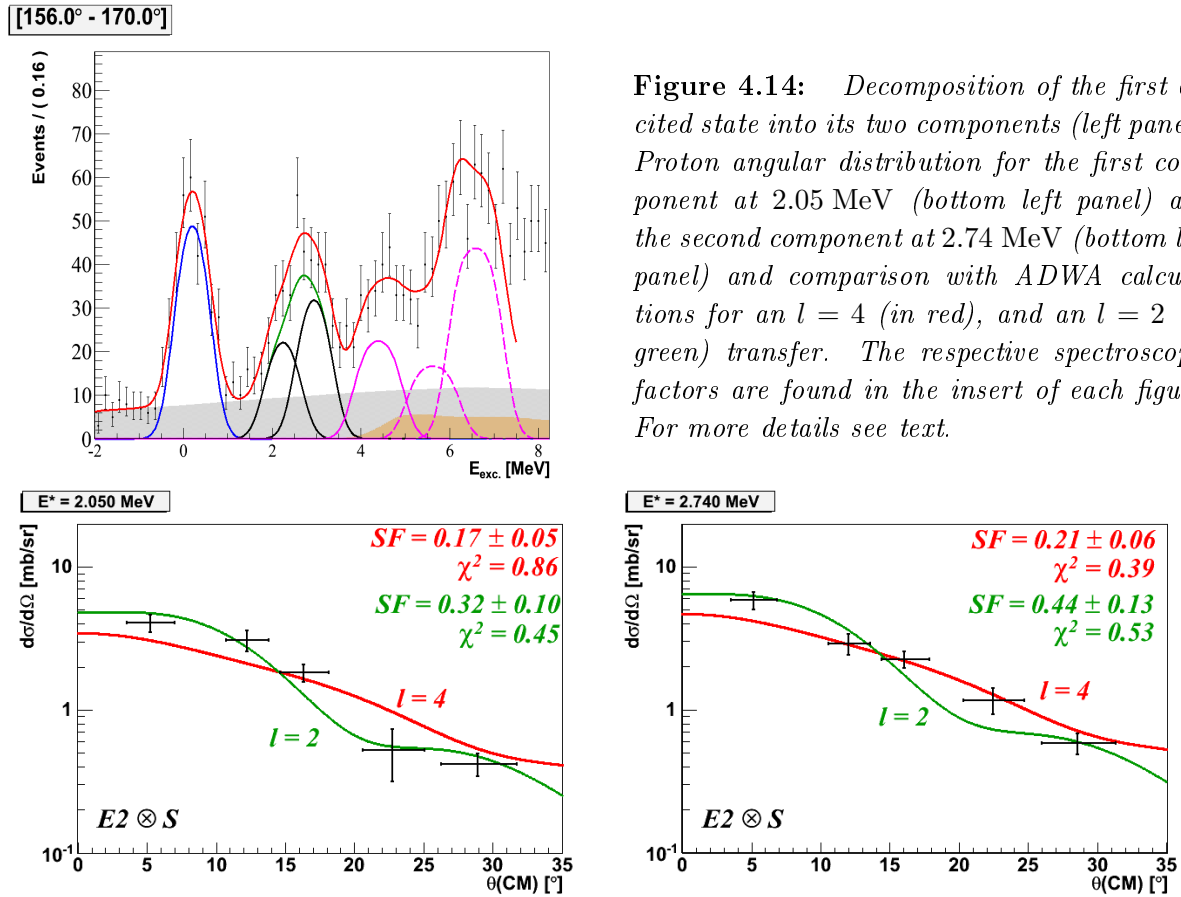 [156.0° - 170.0°]
Events / ( 0.16 )
80
70
60
50
40
30
20
10
0
-2 0 2 4 6 8
E_exc. [MeV]
Figure 4.14: Decomposition of the first
cited state into its two components (left
Proton angular distribution for the first
ponent at 2.05 MeV (bottom left panel)
the second component at 2.74 MeV (bottom
panel) and comparison with ADWA
tions for an l = 4 (in red), and an l = 2
green) transfer. The respective
factors are found in the insert of each
For more details see text.
E* = 2.050 MeV
dσ/dΩ [mb/sr]
10
1
10⁻¹
SF = 0.17 ± 0.05
χ² = 0.86
SF = 0.32 ± 0.10
χ² = 0.45
l = 4
l = 2
E2 ⊗ S
0 5 10 15 20 25 30 35
θ(CM) [°]
E* = 2.740 MeV
dσ/dΩ [mb/sr]
10
1
10⁻¹
SF = 0.21 ± 0.06
χ² = 0.39
SF = 0.44 ± 0.13
χ² = 0.53
l = 4
l = 2
E2 ⊗ S
0 5 10 15 20 25 30 35
θ(CM) [°]